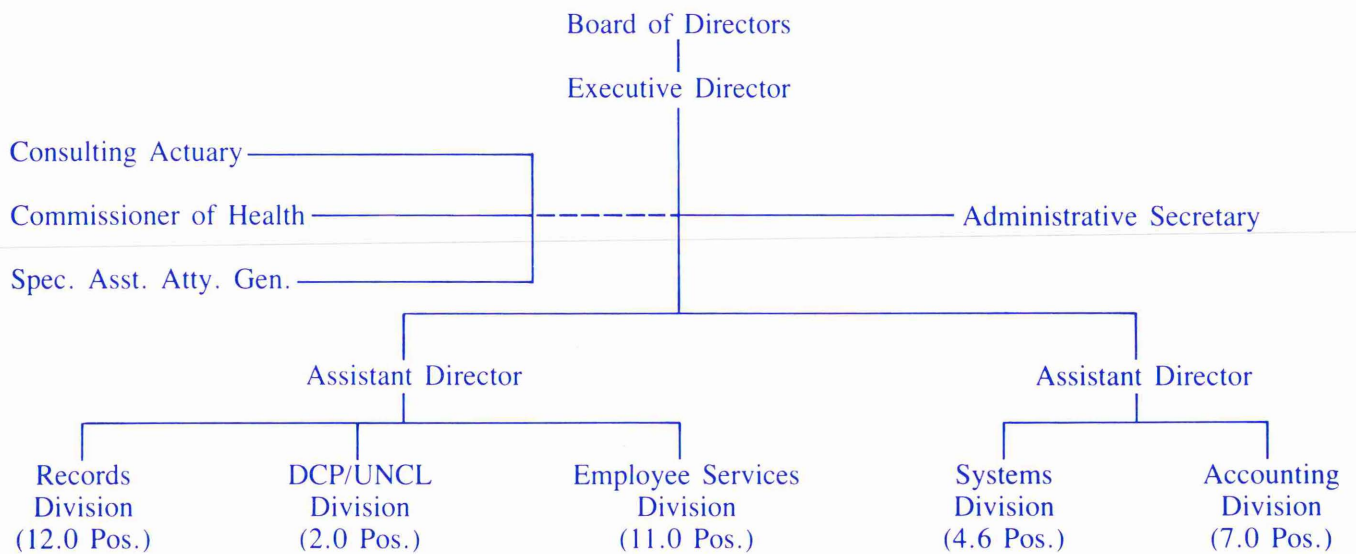 Board of Directors
Executive Director
Consulting Actuary
Commissioner of Health
Administrative Secretary
Spec. Asst. Atty. Gen.
Assistant Director
Assistant Director
Records
Division
(12.0 Pos.)
DCP/UNCL
Division
(2.0 Pos.)
Employee Services
Division
(11.0 Pos.)
Systems
Division
(4.6 Pos.)
Accounting
Division
(7.0 Pos.)